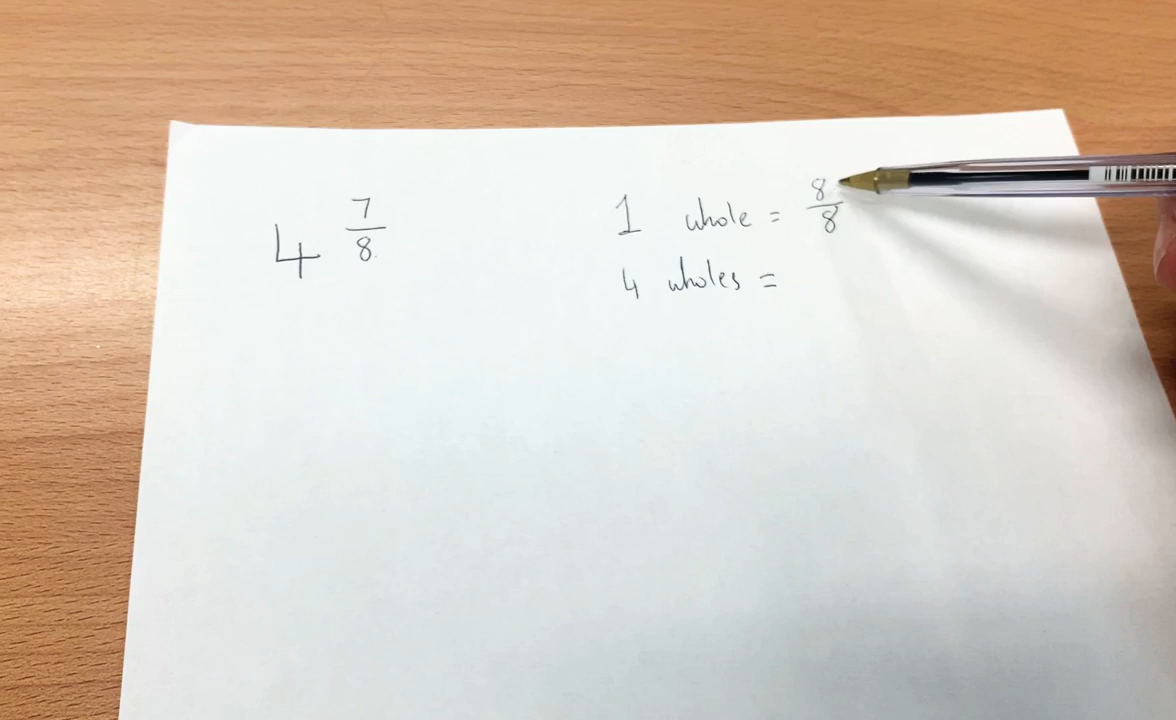 4 7/8
1 whole = 8/8
4 wholes =